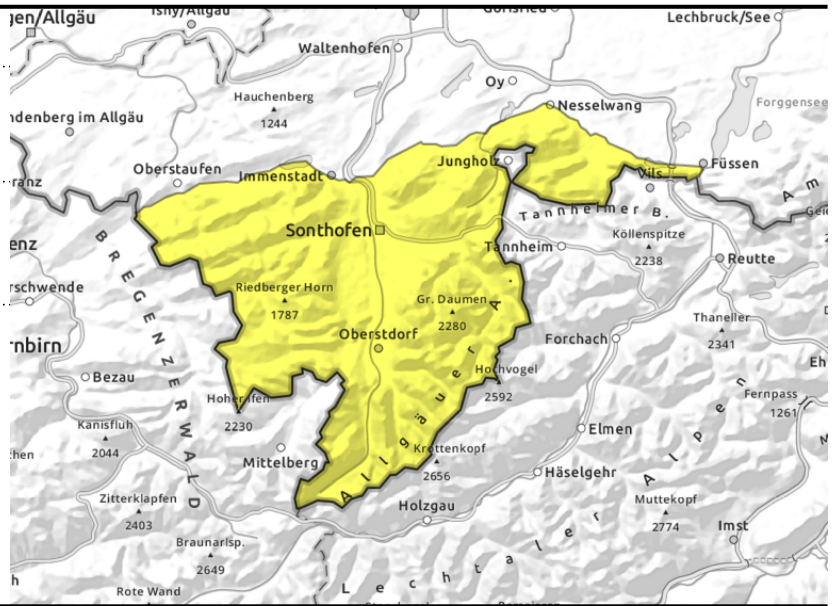 Isny/Allgäu
gen/Allgäu
Lechbruck/See
Waltenhofen
Oy
Hauchenberg
1244
Nesselwang
Forggensee
ndenberg im Allgäu
Oberstaufen
Jungholz
Füssen
Immenstadt
Vils
ranz
A m
Tannheimer B.
Sonthofen
Köllenspitze
2238
enz
Tannheim
Reutte
BREGENZERWALD
rschwende
Riedberger Horn
1787
Gr. Daumen
2280
Thaneller
2341
rnbirn
Oberstdorf
Forchach
Eh
Bezau
Hochvogel
2592
Fernpass
1261
Hoher Ifen
2230
Allgäuer A.
Kanisfluh
2044
Elmen
Krottenkopf
2656
chen
Mittelberg
Häselgehr
Zitterklapfen
2403
Muttekopf
2774
Holzgau
Imst
Braunarlsp.
2649
Lechtaler Alpen
h
Rote Wand